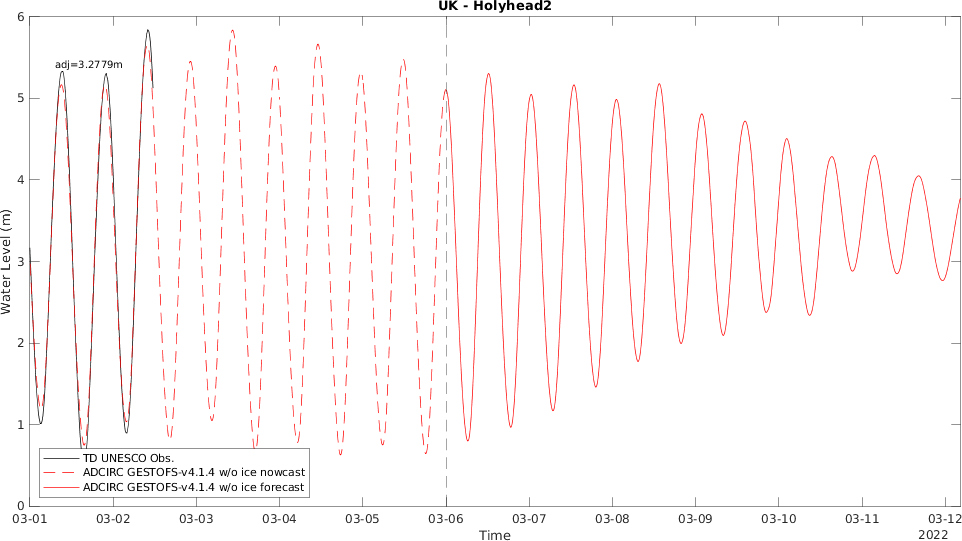 UK - Holyhead2
6
adj=3.2779m
5
4
3
2
1
0
Water Level (m)
TD UNESCO Obs.
ADCIRC GESTOFS-v4.1.4 w/o ice nowcast
ADCIRC GESTOFS-v4.1.4 w/o ice forecast
03-01 03-02 03-03 03-04 03-05 03-06 03-07 03-08 03-09 03-10 03-11 03-12
Time
2022